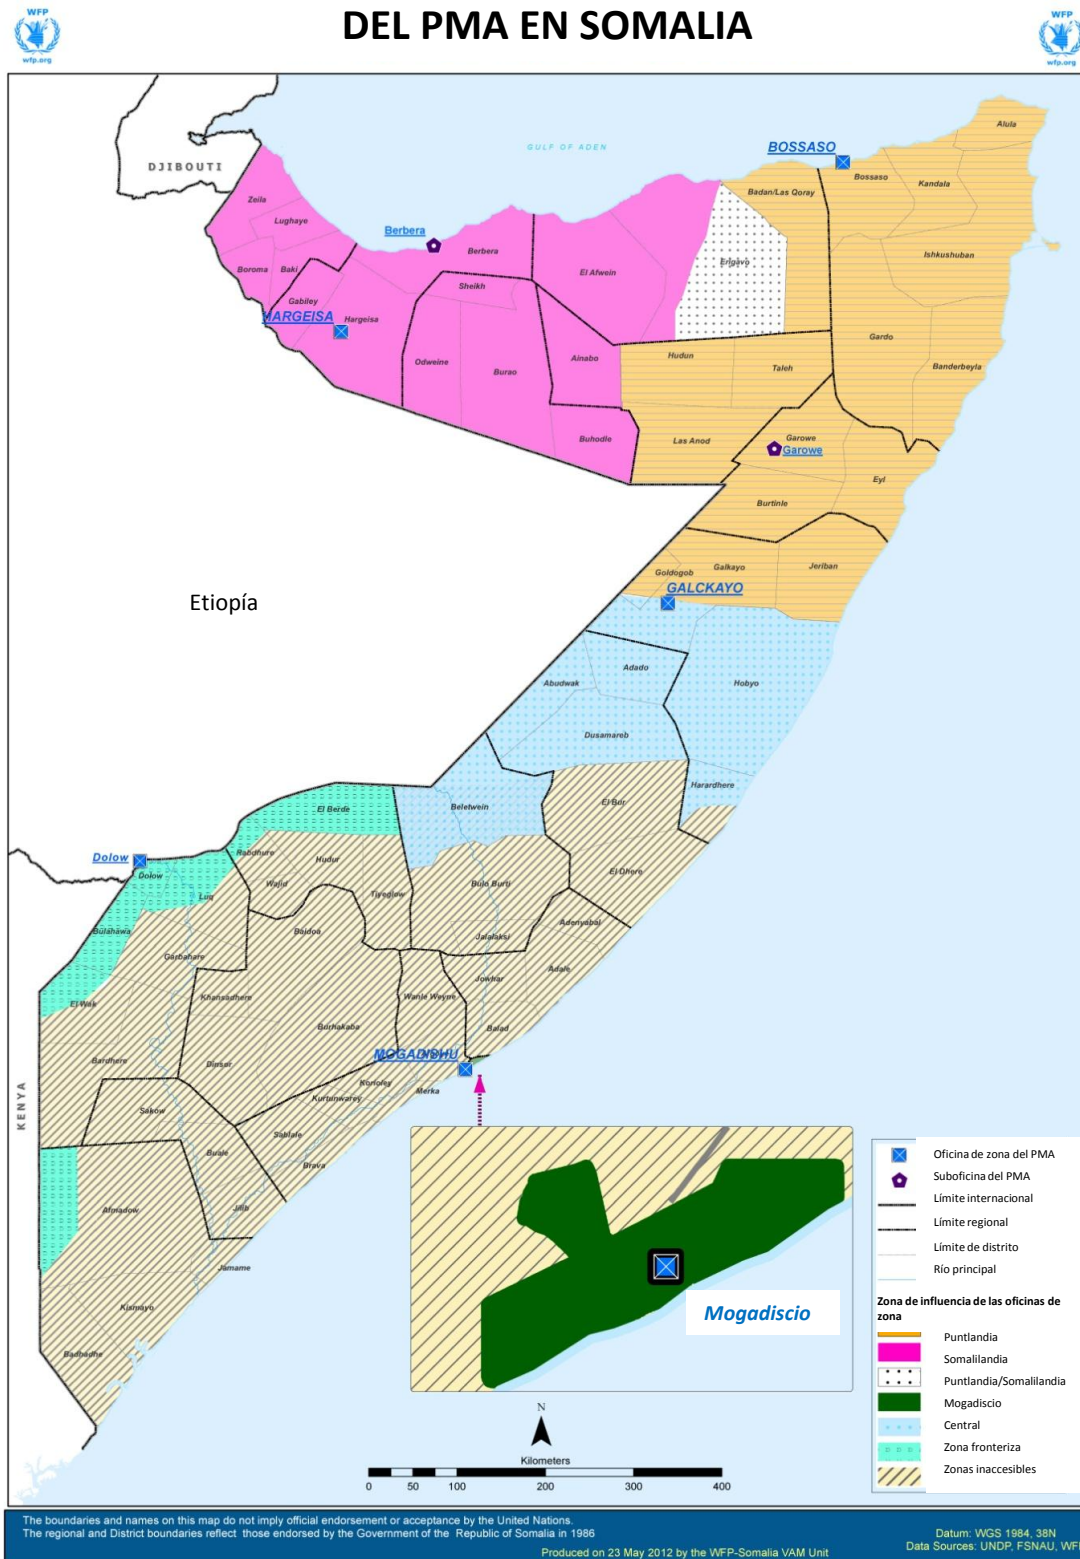 DEL PMA EN SOMALIA
WFP
wfp.org
WFP
wfp.org
DJIBOUTI
GULF OF ADEN
BOSSASO
Alula
Bossaso
Kandala
Badan/Las Qoray
Zeila
Lughaye
Berbera
Berbera
Ishkushuban
Erigavo
El Afwein
Boroma
Baki
Sheikh
Gabiley
HARGEISA
Hargeisa
Gardo
Hudun
Taleh
Banderbeyla
Odweine
Burao
Ainabo
Buhodle
Las Anod
Garowe
Garowe
Eyl
Burtinle
Goldogob
Galkayo
Jeriban
GALCKAYO
Etiopía
Adado
Abudwak
Hobyo
Dusamareb
Harardhere
El Berde
Beletwein
El Bur
Rabdhure
Hudur
Dolow
Dolow
Wajid
Tiyeglow
Bulo Burti
El Dhere
Luq
Bulahawa
Baidoa
Jalalaksi
Adenyabal
Garbahare
Adale
Jowhar
El Wak
Khansadhere
Wanla Weyne
Burhakaba
Balad
Bardhere
Dinsor
MOGADISHU
Korioley
Merka
Kurtunwarey
KENYA
Sakow
Sablale
Buale
Brava
Afmadow
Jilib
Jamame
Kismayo
Badhadhe
Mogadiscio
Oficina de zona del PMA
Suboficina del PMA
Límite internacional
Límite regional
Límite de distrito
Río principal
Zona de influencia de las oficinas de
zona
Puntlandia
Somalilandia
Puntlandia/Somalilandia
Mogadiscio
Central
Zona fronteriza
Zonas inaccesibles
N
Kilometers
0 50 100 200 300 400
The boundaries and names on this map do not imply official endorsement or acceptance by the United Nations.
The regional and District boundaries reflect those endorsed by the Government of the Republic of Somalia in 1986
Datum: WGS 1984, 38N
Data Sources: UNDP, FSNAU, WFP
Produced on 23 May 2012 by the WFP-Somalia VAM Unit